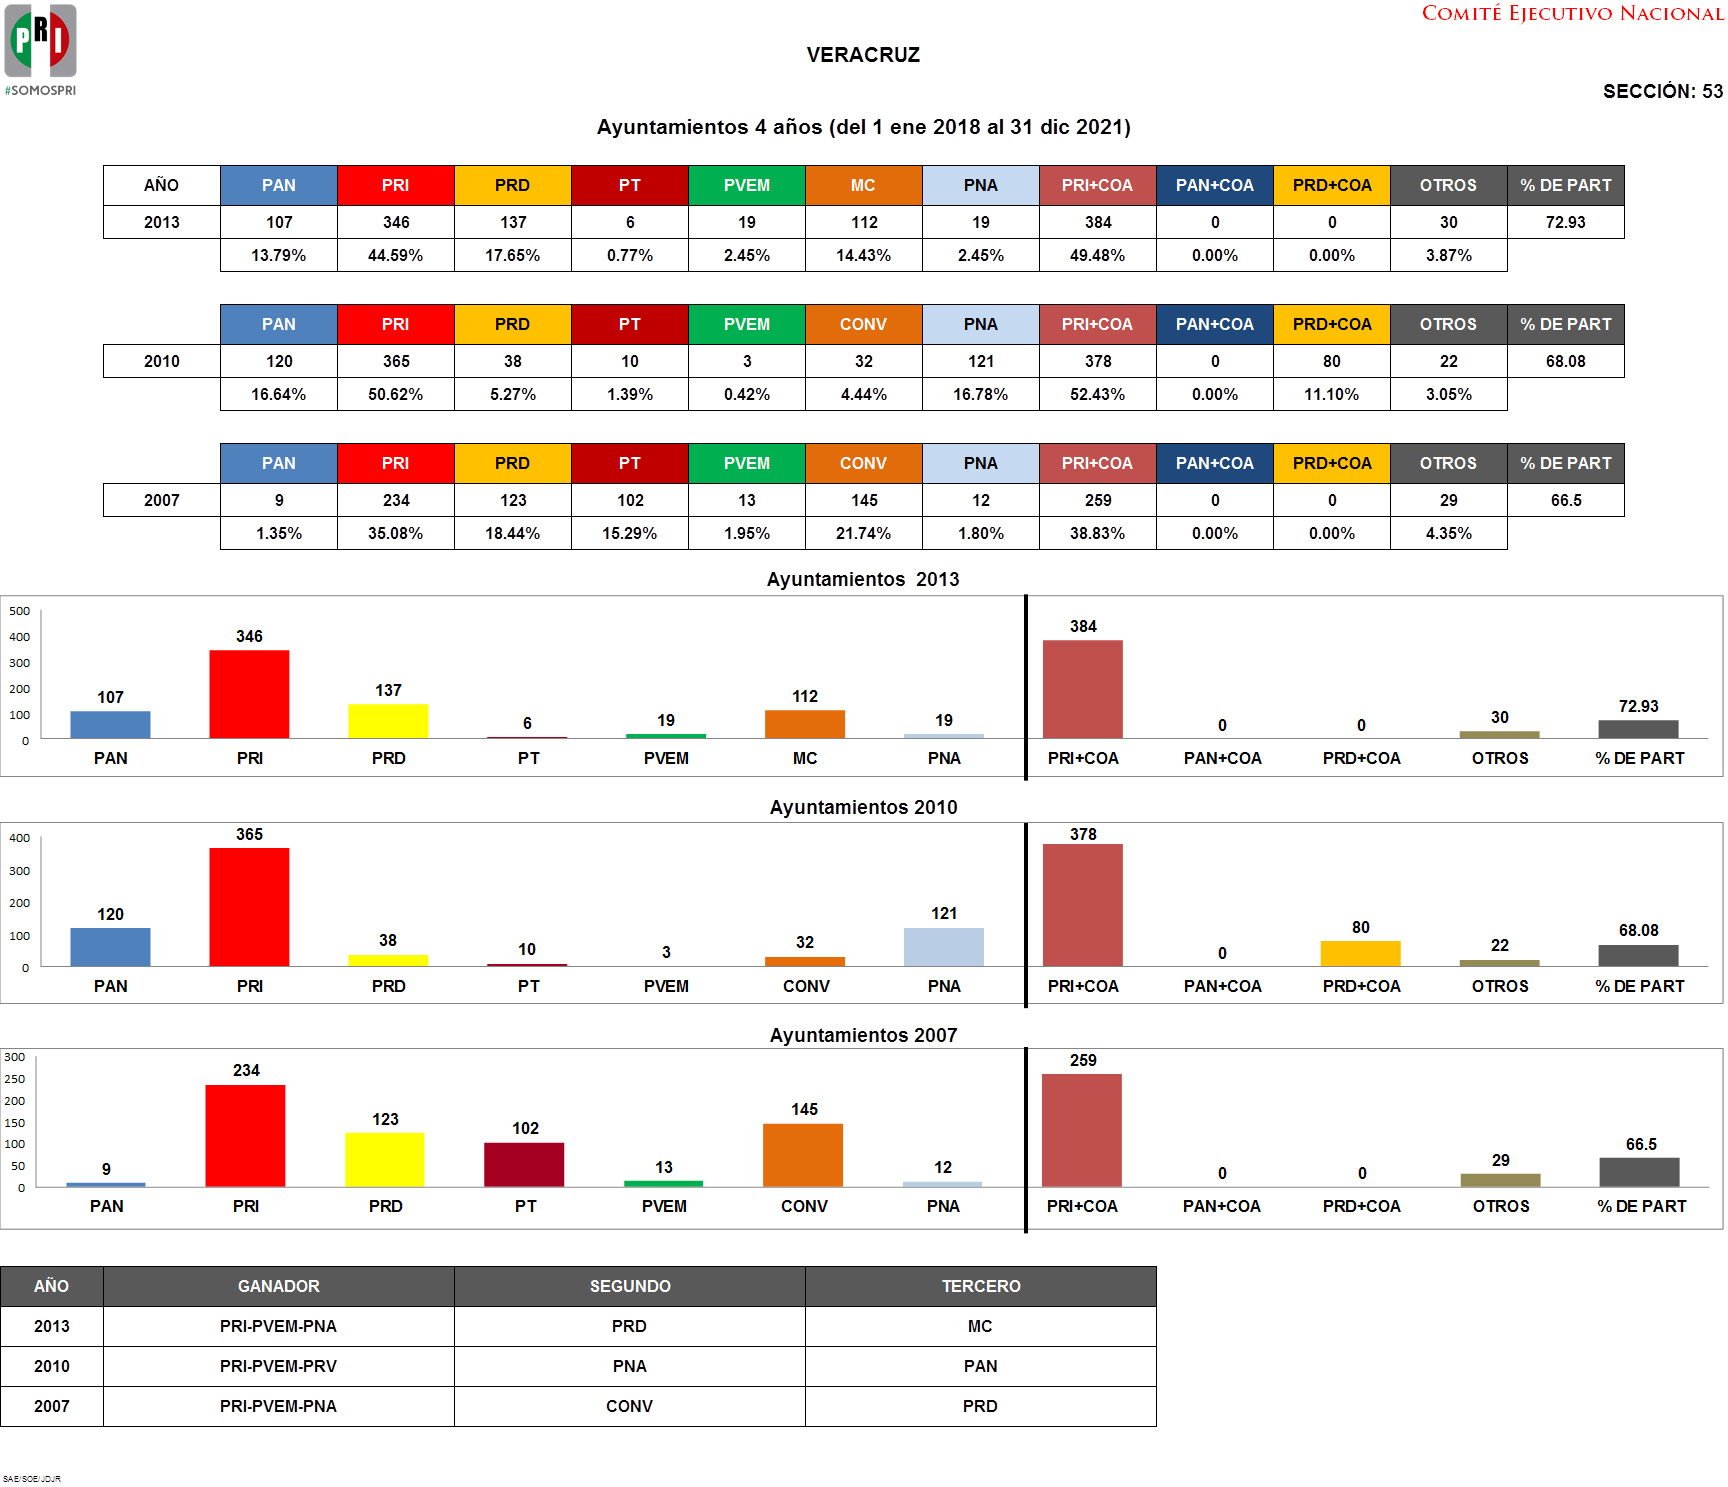 PRI
#SOMOSPRI
COMITÉ EJECUTIVO NACIONAL
VERACRUZ
SECCIÓN: 53
Ayuntamientos 4 años (del 1 ene 2018 al 31 dic 2021)
AÑO PAN PRI PRD PT PVEM MC PNA PRI+COA PAN+COA PRD+COA OTROS % DE PART
2013 107 346 137 6 19 112 19 384 0 0 30 72.93
13.79% 44.59% 17.65% 0.77% 2.45% 14.43% 2.45% 49.48% 0.00% 0.00% 3.87%
PAN PRI PRD PT PVEM CONV PNA PRI+COA PAN+COA PRD+COA OTROS % DE PART
2010 120 365 38 10 3 32 121 378 0 80 22 68.08
16.64% 50.62% 5.27% 1.39% 0.42% 4.44% 16.78% 52.43% 0.00% 11.10% 3.05%
PAN PRI PRD PT PVEM CONV PNA PRI+COA PAN+COA PRD+COA OTROS % DE PART
2007 9 234 123 102 13 145 12 259 0 0 29 66.5
1.35% 35.08% 18.44% 15.29% 1.95% 21.74% 1.80% 38.83% 0.00% 0.00% 4.35%
Ayuntamientos 2013
500
400
300
200
100
0
107 346 137 6 19 112 19 384 0 0 30 72.93
PAN PRI PRD PT PVEM MC PNA PRI+COA PAN+COA PRD+COA OTROS % DE PART
Ayuntamientos 2010
400
300
200
100
0
120 365 38 10 3 32 121 378 0 80 22 68.08
PAN PRI PRD PT PVEM CONV PNA PRI+COA PAN+COA PRD+COA OTROS % DE PART
Ayuntamientos 2007
300
250
200
150
100
50
0
9 234 123 102 13 145 12 259 0 0 29 66.5
PAN PRI PRD PT PVEM CONV PNA PRI+COA PAN+COA PRD+COA OTROS % DE PART
AÑO GANADOR SEGUNDO TERCERO
2013 PRI-PVEM-PNA PRD MC
2010 PRI-PVEM-PRV PNA PAN
2007 PRI-PVEM-PNA CONV PRD
SAE/SOE/JDJR